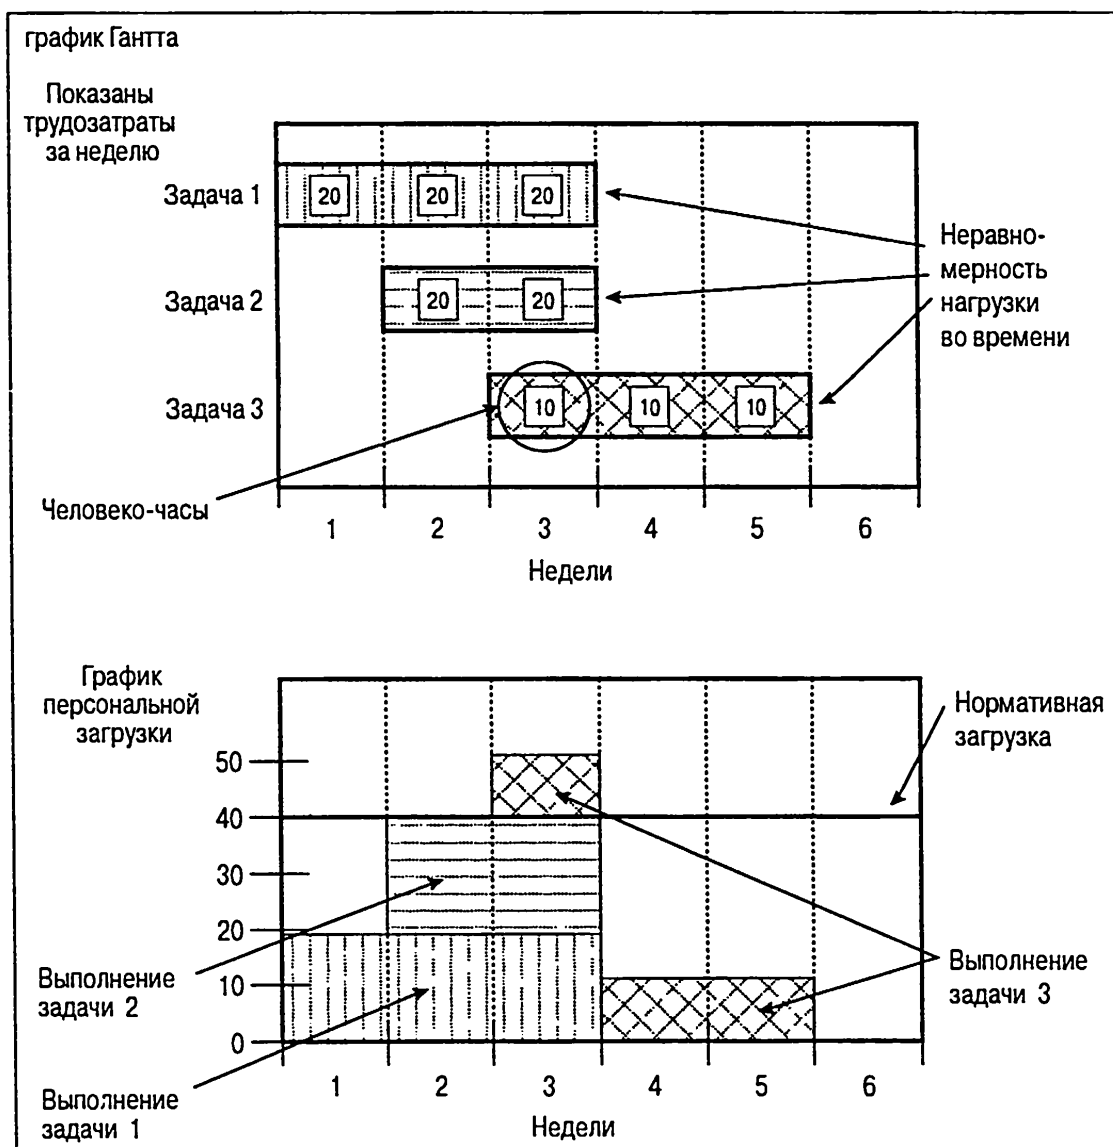 график Гантта
Показаны
трудозатраты
за неделю
Задача 1
20
20
20
Неравно-
мерность
нагрузки
во времени
Задача 2
20
20
Задача 3
10
10
10
Человеко-часы
1
2
3
4
5
6
Недели
График
персональной
загрузки
Нормативная
загрузка
50
40
30
20
10
0
Выполнение
задачи 2
Выполнение
задачи 3
Выполнение
задачи 1
1
2
3
4
5
6
Недели